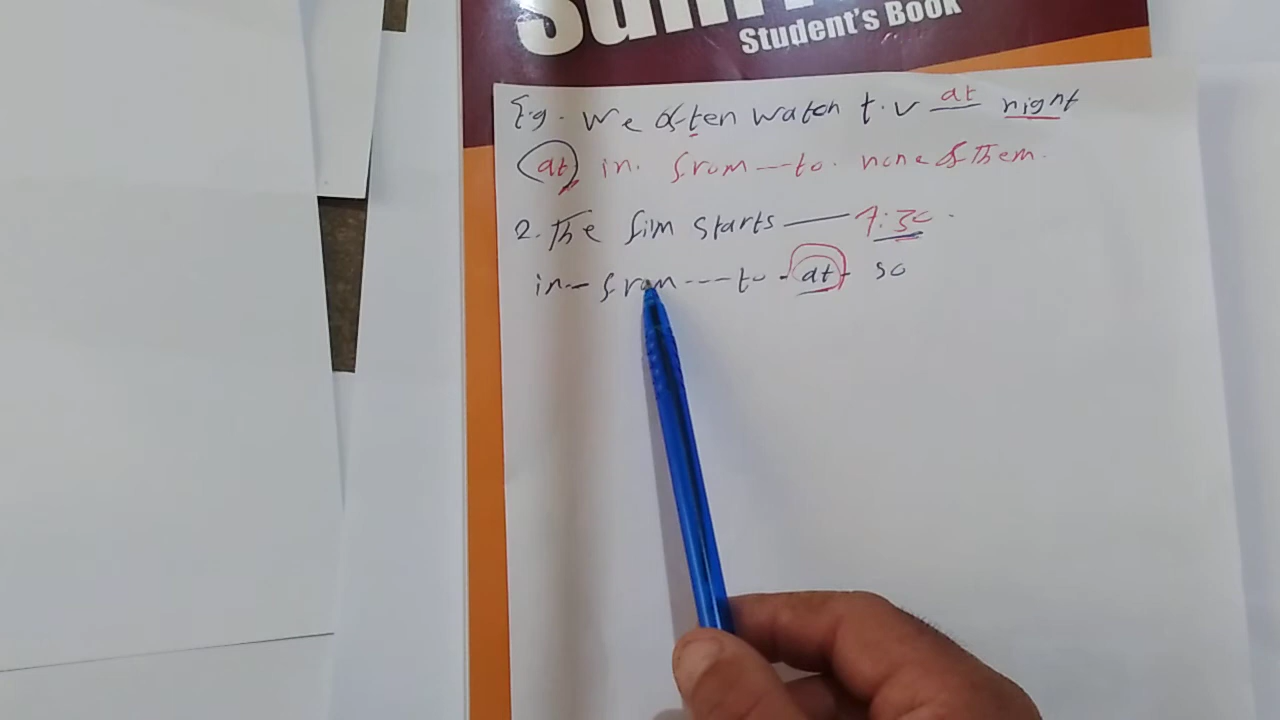 Student's Book
E.g. We often watch t.v at night
at in. from---to. none of them.
2. The film starts —— 7:30.
in-- from --- to - at - so